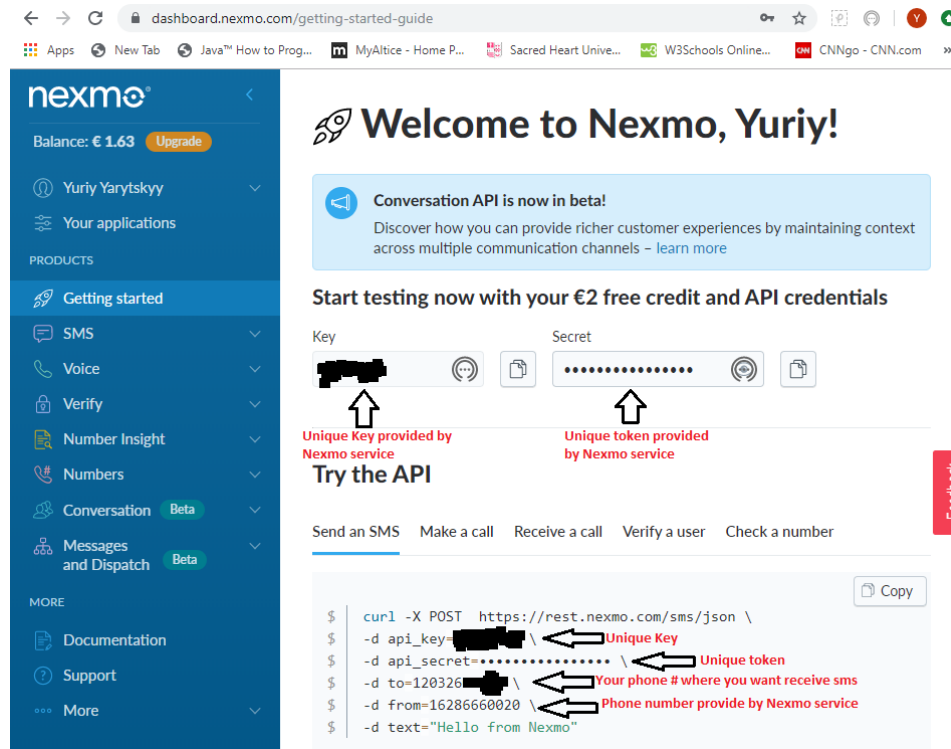 dashboard.nexmo.com/getting-started-guide
Y
Apps New Tab Java™ How to Prog... MyAltice - Home P... Sacred Heart Unive... W3Schools Online... CNNgo - CNN.com »
nexmo
Balance: € 1.63 Upgrade
Yuriy Yarytskyy
Your applications
PRODUCTS
Getting started
SMS
Voice
Verify
Number Insight
Numbers
Conversation Beta
Messages
and Dispatch Beta
MORE
Documentation
Support
More
Welcome to Nexmo, Yuriy!
Conversation API is now in beta!
Discover how you can provide richer customer experiences by maintaining context
across multiple communication channels – learn more
Start testing now with your €2 free credit and API credentials
Key Secret
••••••••••••••••
Unique Key provided by
Nexmo service
Unique token provided
by Nexmo service
Try the API
Send an SMS Make a call Receive a call Verify a user Check a number
Copy
$ curl -X POST https://rest.nexmo.com/sms/json \
$ -d api_key= \ Unique Key
$ -d api_secret=•••••••••••••••• \ Unique token
$ -d to=120326 \ Your phone # where you want receive sms
$ -d from=16286660020 \ Phone number provide by Nexmo service
$ -d text="Hello from Nexmo"